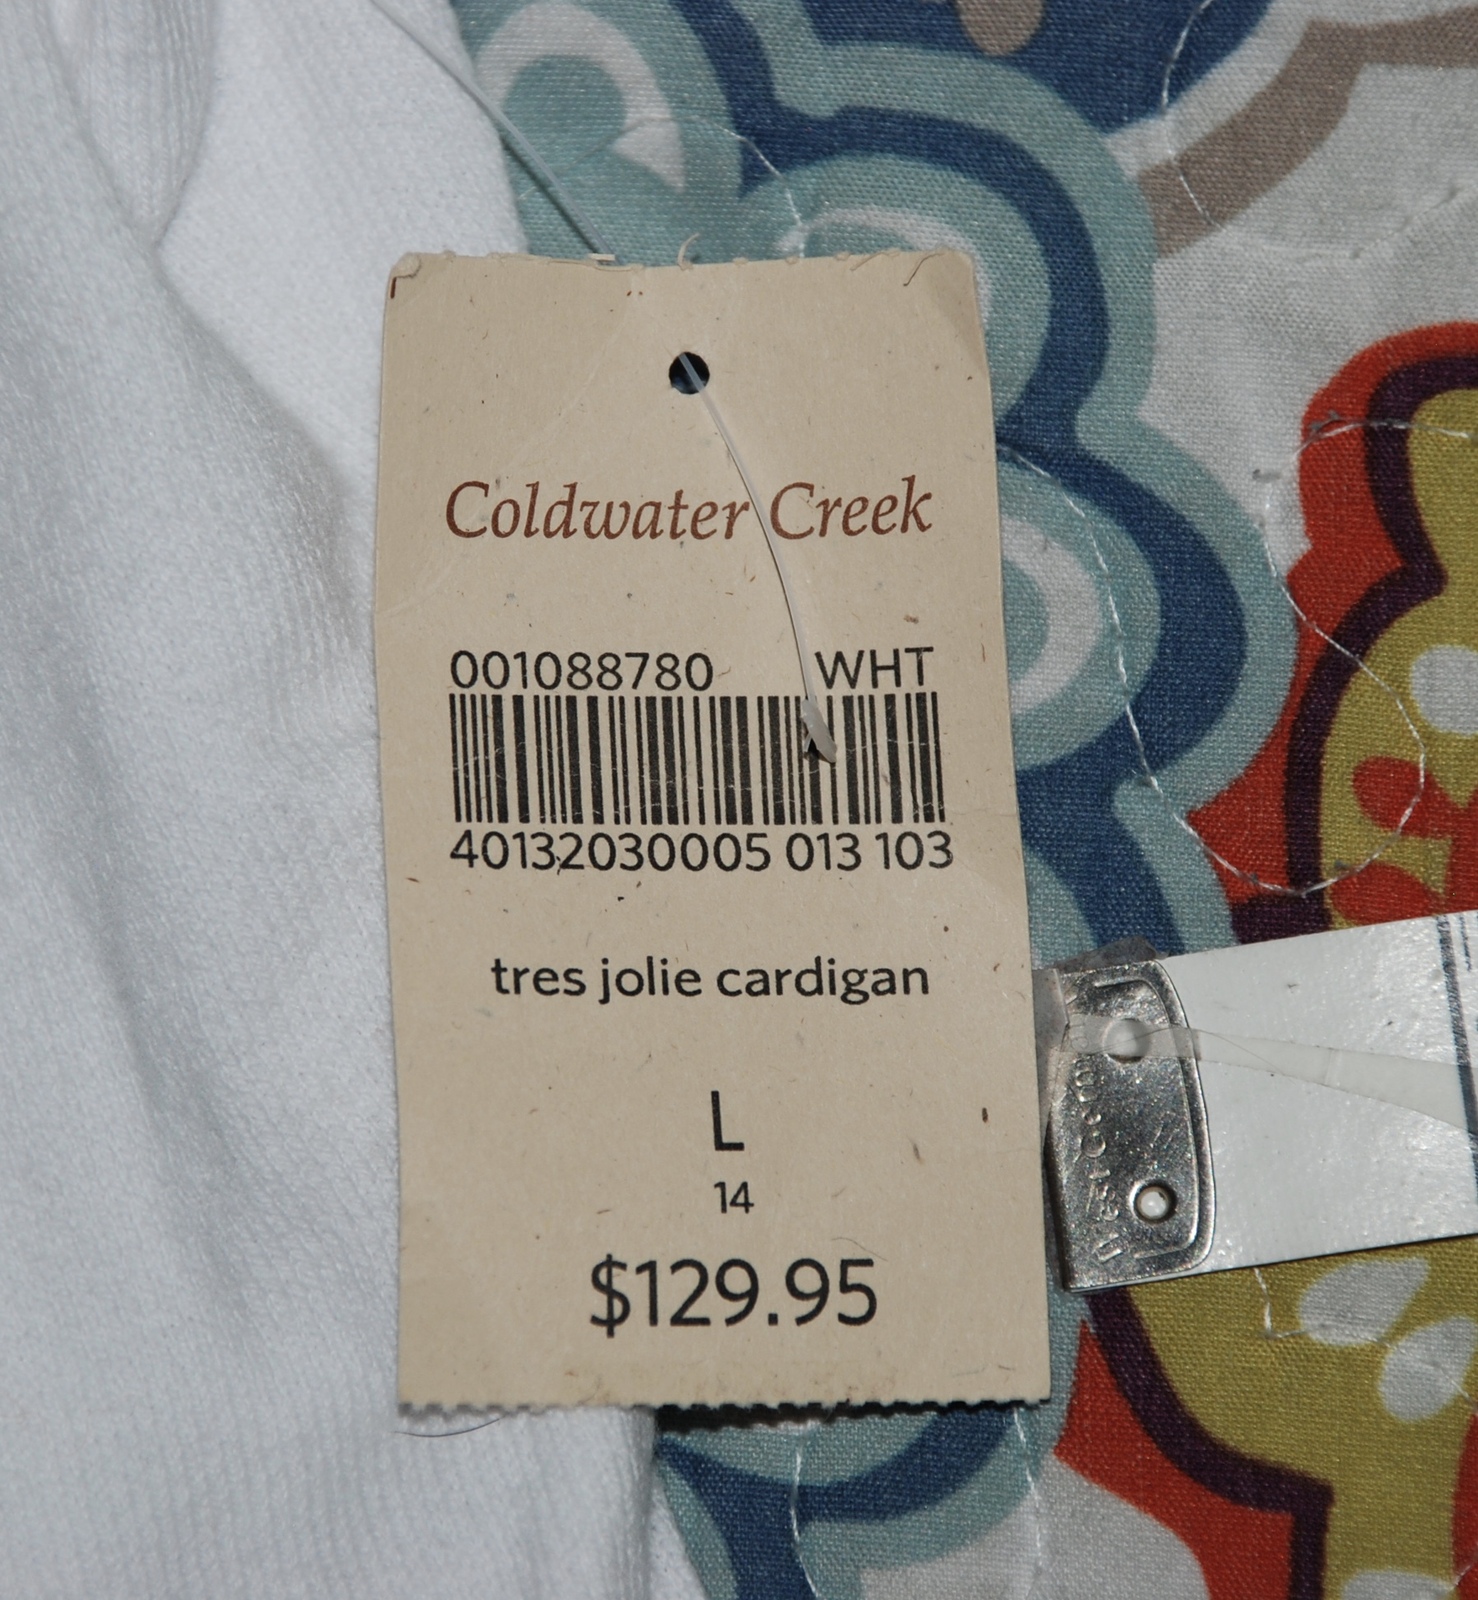 Coldwater Creek
001088780 WHT
40132030005 013 103
tres jolie cardigan
L
14
$129.95